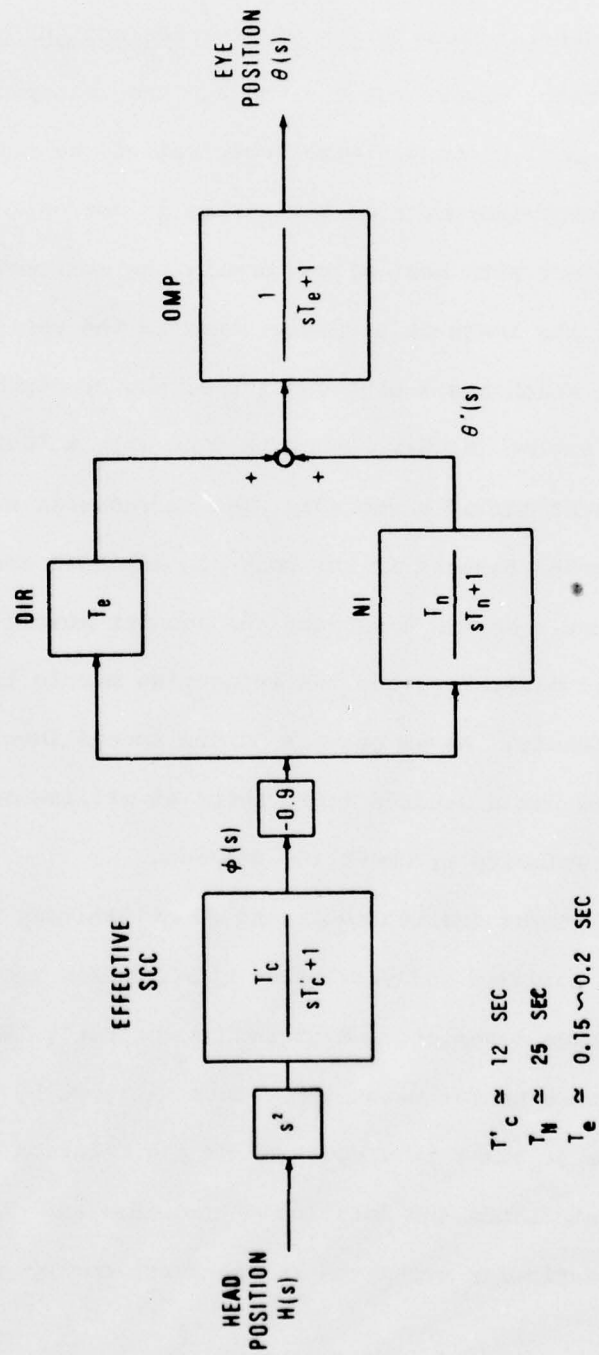 HEAD
POSITION
H(s)
s²
EFFECTIVE
SCC
T'c
sT'c+1
ϕ(s)
-0.9
DIR
Te
NI
Tn
sTn+1
+
+
θ'(s)
OMP
1
sTe+1
EYE
POSITION
θ(s)
T'c ≃ 12 SEC
TN ≃ 25 SEC
Te ≃ 0.15 ~ 0.2 SEC